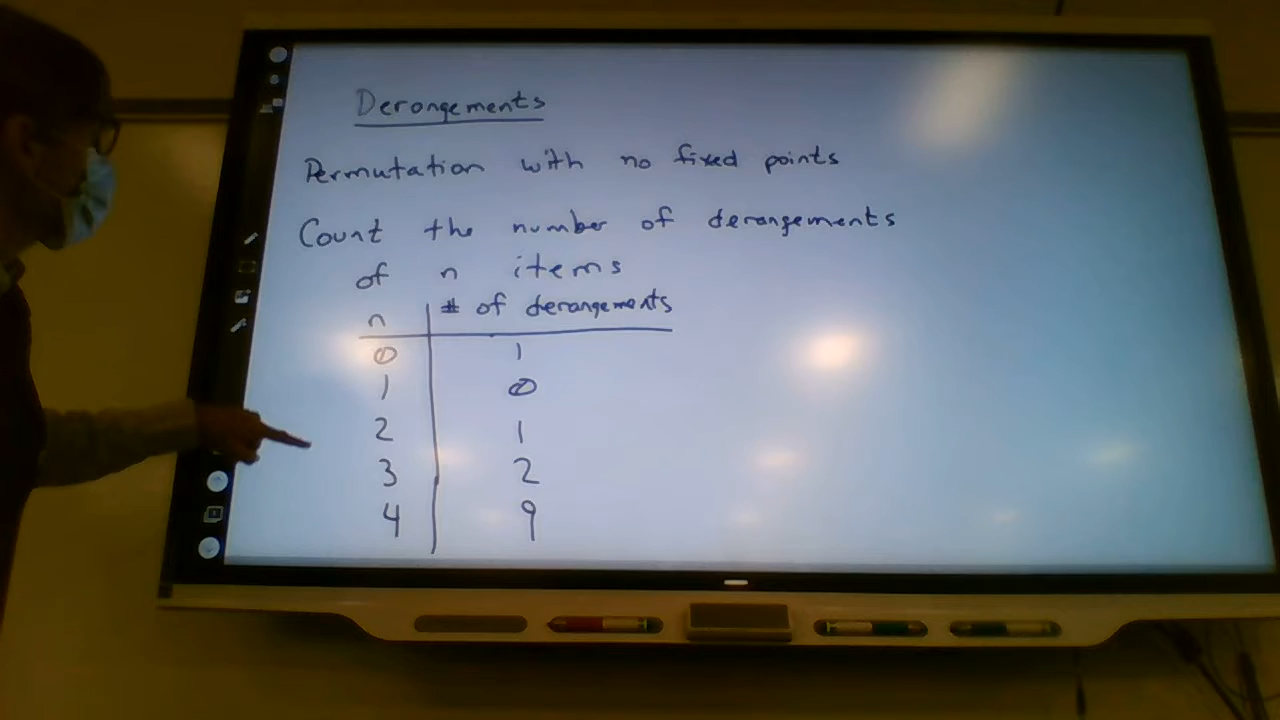 Derangements
Permutation with no fixed points
Count the number of derangements
of n items
n # of derangements
0 1
1 0
2 1
3 2
4 9